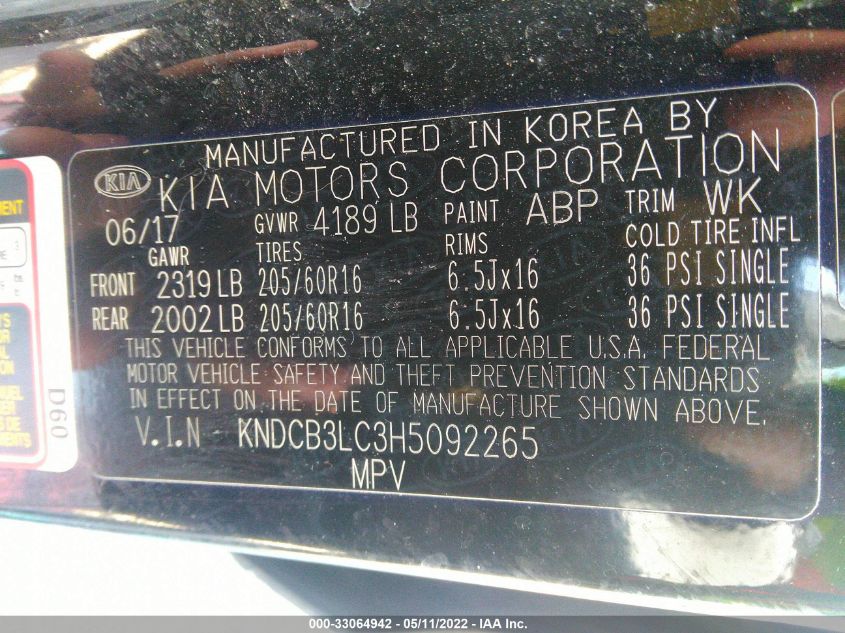 MANUFACTURED IN KOREA BY
KIA KIA MOTORS CORPORATION
06/17 GVWR 4189 LB PAINT ABP TRIM WK
GAWR TIRES RIMS COLD TIRE INFL
FRONT 2319 LB 205/60R16 6.5Jx16 36 PSI SINGLE
REAR 2002 LB 205/60R16 6.5Jx16 36 PSI SINGLE
THIS VEHICLE CONFORMS TO ALL APPLICABLE U.S.A. FEDERAL
MOTOR VEHICLE SAFETY AND THEFT PREVENTION STANDARDS
IN EFFECT ON THE DATE OF MANUFACTURE SHOWN ABOVE.
V.I.N KNDCB3LC3H5092265
MPV
D60
000-33064942 - 05/11/2022 - IAA Inc.